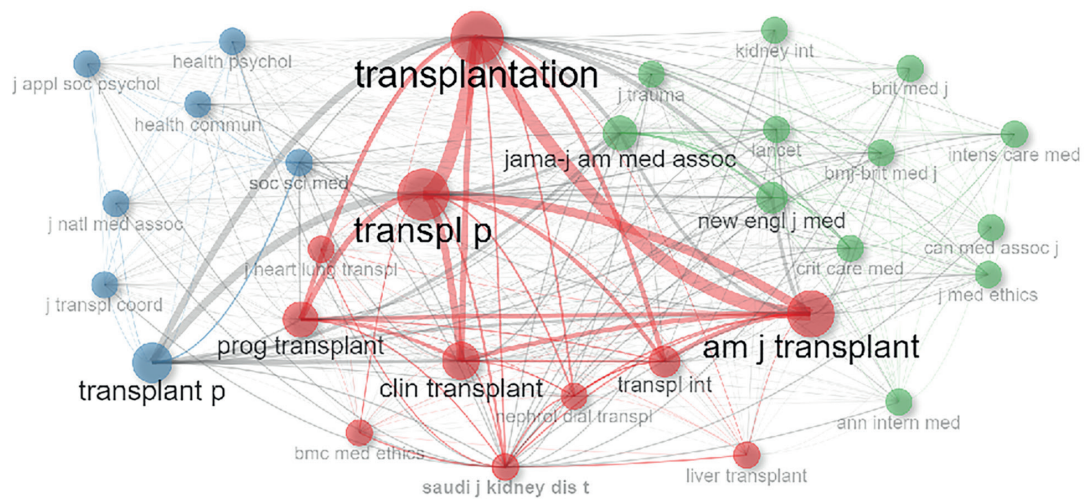 kidney int
health psychol
transplantation
j appl soc psychol
brit med j
j trauma
health commun
jama-j am med assoc
lancet
intens care med
bmj-brit med j
soc sci med
j natl med assoc
transpl p
new engl j med
can med assoc j
j heart lung transpl
crit care med
j med ethics
j transpl coord
prog transplant
am j transplant
transplant p
clin transplant
transpl int
nephrol dial transpl
ann intern med
bmc med ethics
liver transplant
saudi j kidney dis t